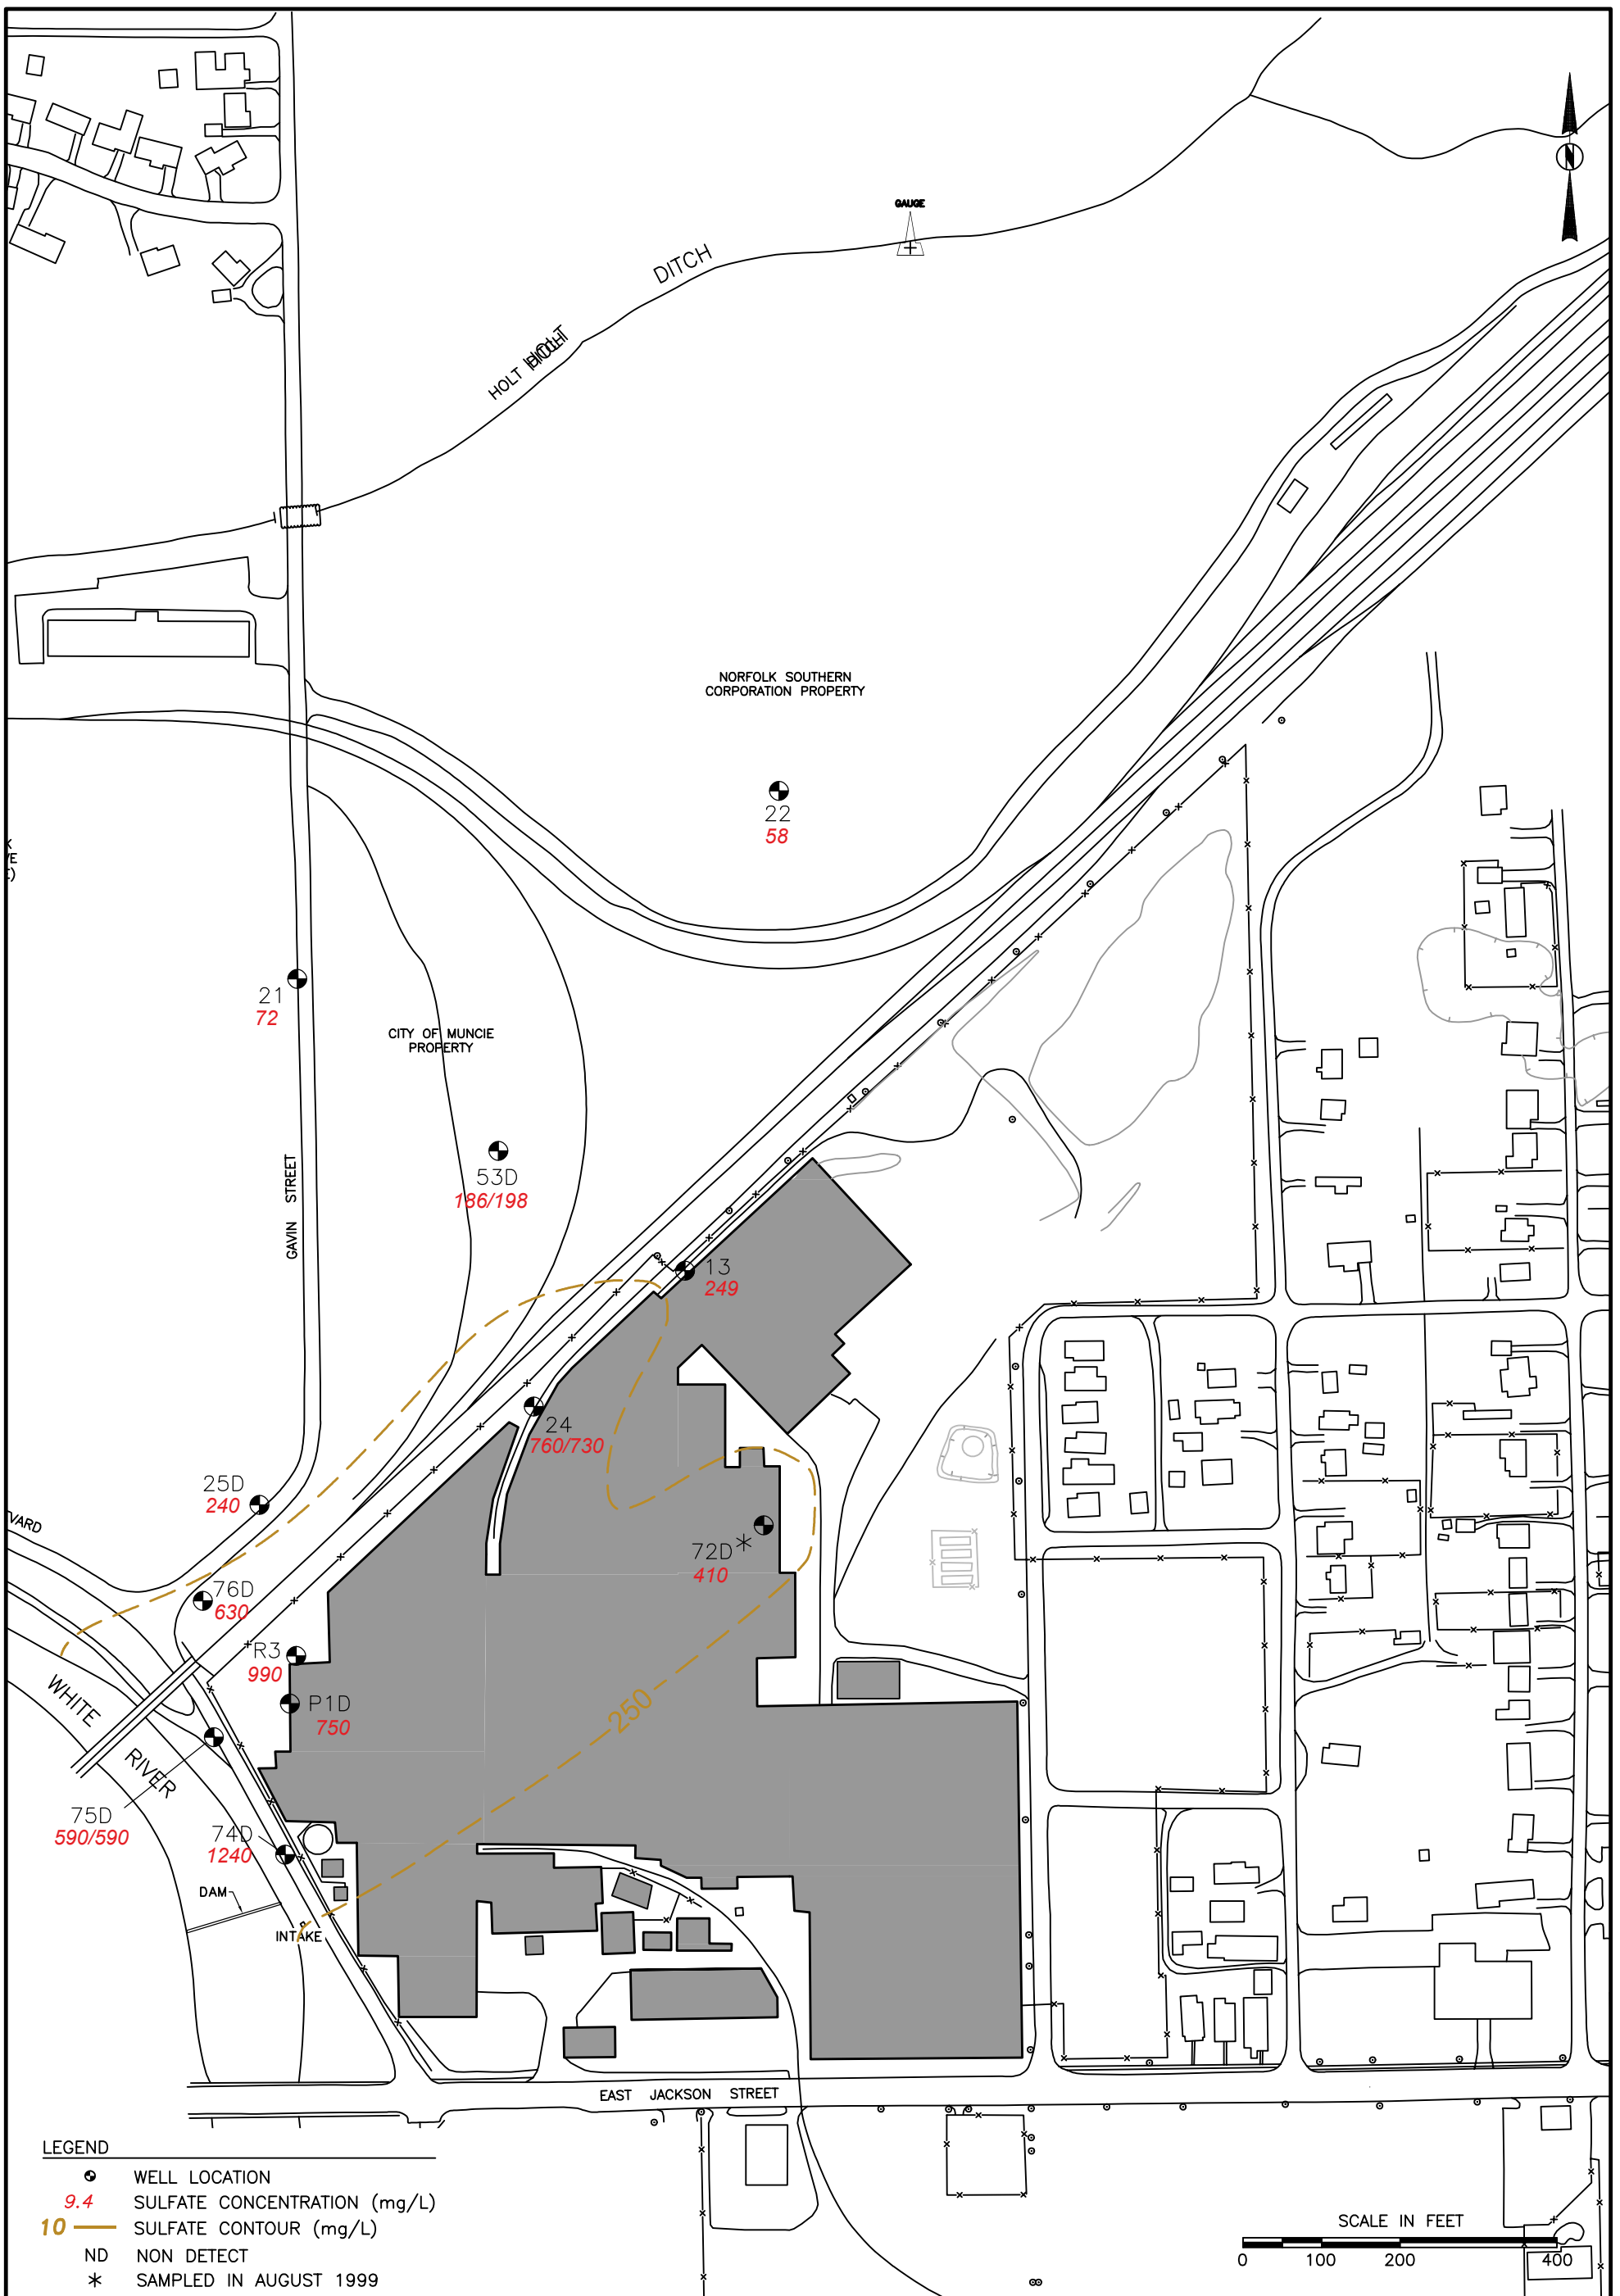 N
GAUGE
DITCH
HOLT DITCH
HOLT
NORFOLK SOUTHERN
CORPORATION PROPERTY
22
58
21
72
CITY OF MUNCIE
PROPERTY
53D
186/198
GAVIN STREET
13
249
24
760/730
25D
240
VARD
72D*
410
76D
630
R3
990
P1D
750
250
WHITE
RIVER
75D
590/590
74D
1240
DAM
INTAKE
EAST JACKSON STREET
LEGEND
WELL LOCATION
9.4 SULFATE CONCENTRATION (mg/L)
10 SULFATE CONTOUR (mg/L)
ND NON DETECT
* SAMPLED IN AUGUST 1999
SCALE IN FEET
0 100 200 400